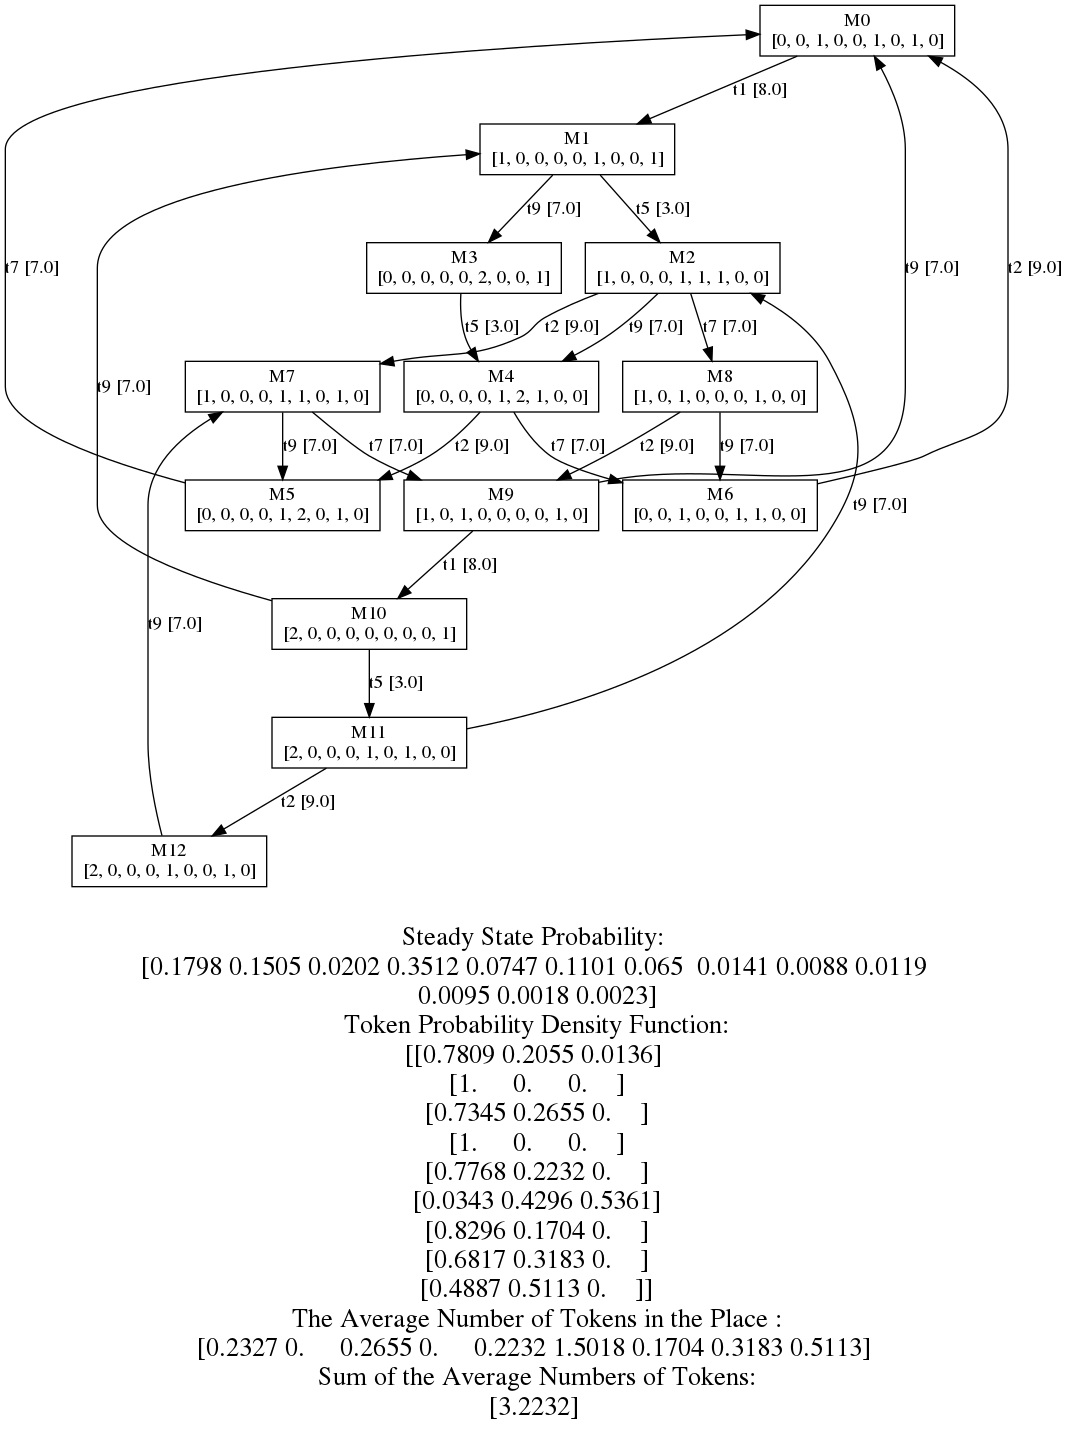 M0
[0, 0, 1, 0, 0, 1, 0, 1, 0]
t1 [8.0]
M1
[1, 0, 0, 0, 0, 1, 0, 0, 1]
t9 [7.0]
t5 [3.0]
M3
[0, 0, 0, 0, 0, 2, 0, 0, 1]
M2
[1, 0, 0, 0, 1, 1, 1, 0, 0]
t7 [7.0]
t9 [7.0]
t2 [9.0]
t5 [3.0]
t2 [9.0]
t9 [7.0]
t7 [7.0]
M7
[1, 0, 0, 0, 1, 1, 0, 1, 0]
M4
[0, 0, 0, 0, 1, 2, 1, 0, 0]
M8
[1, 0, 1, 0, 0, 0, 1, 0, 0]
t9 [7.0]
t9 [7.0]
t7 [7.0]
t2 [9.0]
t7 [7.0]
t2 [9.0]
t9 [7.0]
M5
[0, 0, 0, 0, 1, 2, 0, 1, 0]
M9
[1, 0, 1, 0, 0, 0, 0, 1, 0]
M6
[0, 0, 1, 0, 0, 1, 1, 0, 0]
t9 [7.0]
t1 [8.0]
M10
[2, 0, 0, 0, 0, 0, 0, 0, 1]
t9 [7.0]
t5 [3.0]
M11
[2, 0, 0, 0, 1, 0, 1, 0, 0]
t2 [9.0]
M12
[2, 0, 0, 0, 1, 0, 0, 1, 0]
Steady State Probability:
[0.1798 0.1505 0.0202 0.3512 0.0747 0.1101 0.065  0.0141 0.0088 0.0119
0.0095 0.0018 0.0023]
Token Probability Density Function:
[[0.7809 0.2055 0.0136]
[1. 0. 0. ]
[0.7345 0.2655 0. ]
[1. 0. 0. ]
[0.7768 0.2232 0. ]
[0.0343 0.4296 0.5361]
[0.8296 0.1704 0. ]
[0.6817 0.3183 0. ]
[0.4887 0.5113 0. ]]
The Average Number of Tokens in the Place :
[0.2327 0. 0.2655 0. 0.2232 1.5018 0.1704 0.3183 0.5113]
Sum of the Average Numbers of Tokens:
[3.2232]